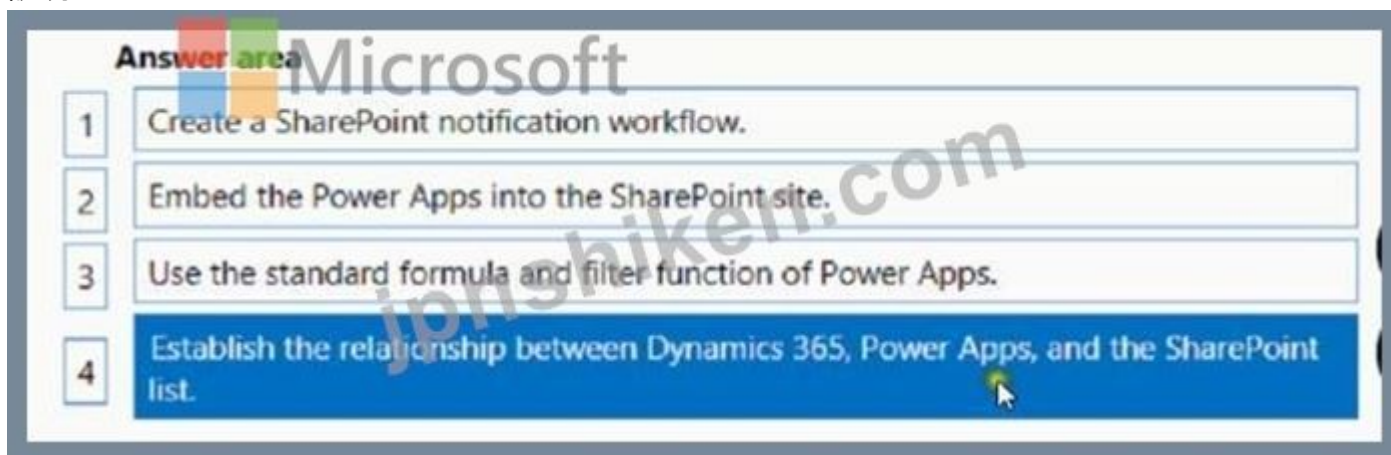 Answer area
Microsoft
1 Create a SharePoint notification workflow.
2 Embed the Power Apps into the SharePoint site.
3 Use the standard formula and filter function of Power Apps.
4 Establish the relationship between Dynamics 365, Power Apps, and the SharePoint
list.
jpnshiken.com